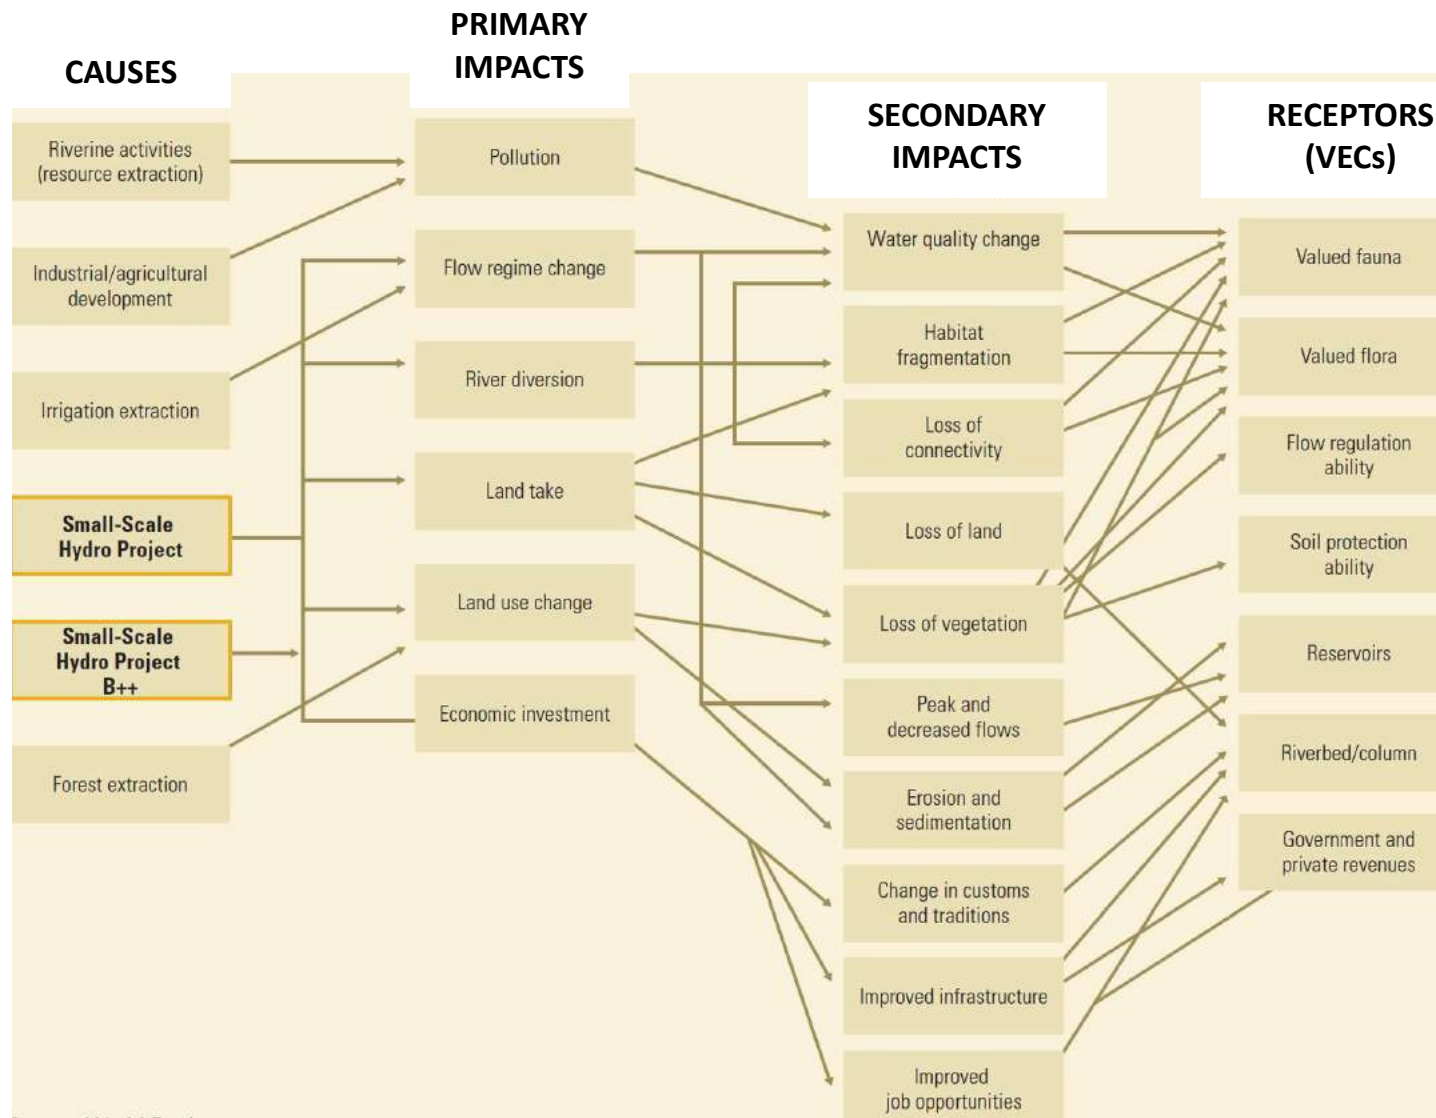 CAUSES
Riverine activities
(resource extraction)
Industrial/agricultural
development
Irrigation extraction
Small-Scale
Hydro Project
Small-Scale
Hydro Project
B++
Forest extraction
PRIMARY
IMPACTS
Pollution
Flow regime change
River diversion
Land take
Land use change
Economic investment
SECONDARY
IMPACTS
Water quality change
Habitat
fragmentation
Loss of
connectivity
Loss of land
Loss of vegetation
Peak and
decreased flows
Erosion and
sedimentation
Change in customs
and traditions
Improved infrastructure
Improved
job opportunities
RECEPTORS
(VECs)
Valued fauna
Valued flora
Flow regulation
ability
Soil protection
ability
Reservoirs
Riverbed/column
Government and
private revenues